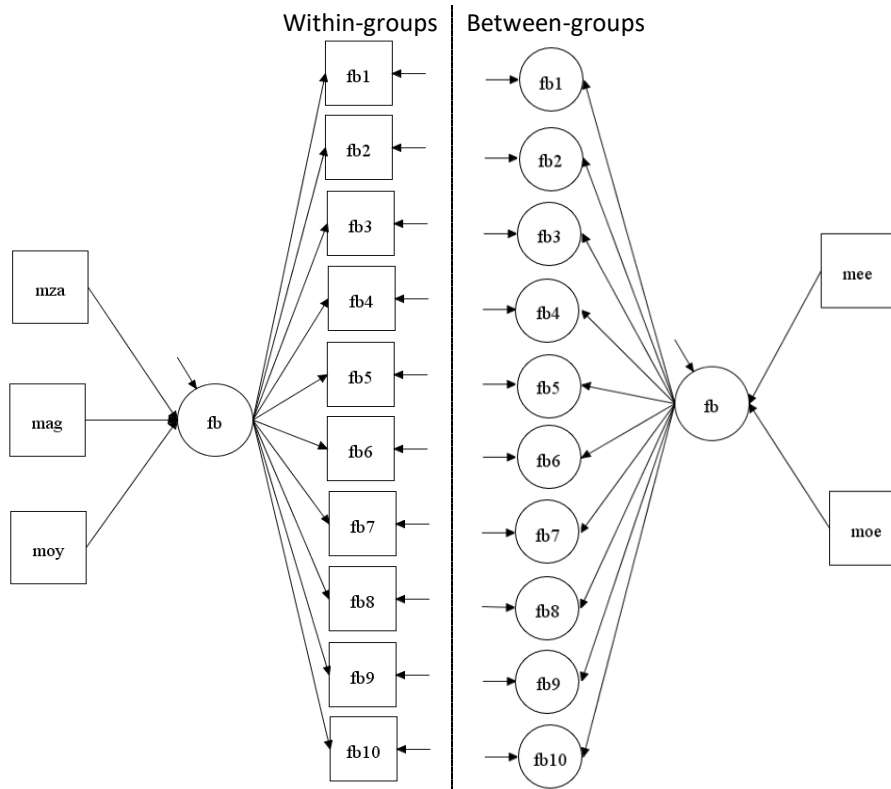 Within-groups
Between-groups
fb1
fb2
fb3
fb4
fb5
fb6
fb7
fb8
fb9
fb10
mza
mag
moy
fb
fb1
fb2
fb3
fb4
fb5
fb6
fb7
fb8
fb9
fb10
fb
mee
moe